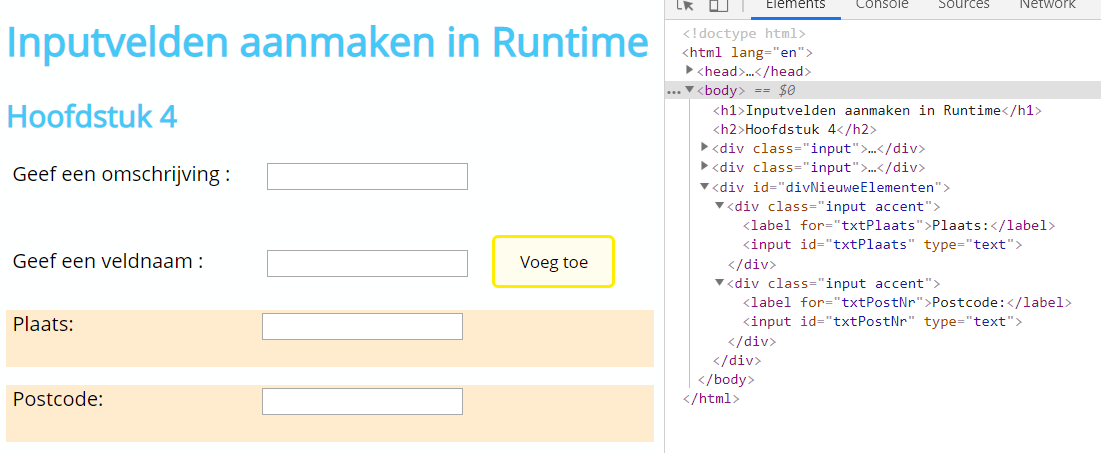 Inputvelden aanmaken in Runtime
Hoofdstuk 4
Geef een omschrijving :
Geef een veldnaam :
Voeg toe
Plaats:
Postcode:
Elements Console Sources Network
<!doctype html>
<html lang="en">
<head>…</head>
<body> == $0
<h1>Inputvelden aanmaken in Runtime</h1>
<h2>Hoofdstuk 4</h2>
<div class="input">…</div>
<div class="input">…</div>
<div id="divNieuweElementen">
<div class="input accent">
<label for="txtPlaats">Plaats:</label>
<input id="txtPlaats" type="text">
</div>
<div class="input accent">
<label for="txtPostNr">Postcode:</label>
<input id="txtPostNr" type="text">
</div>
</div>
</body>
</html>